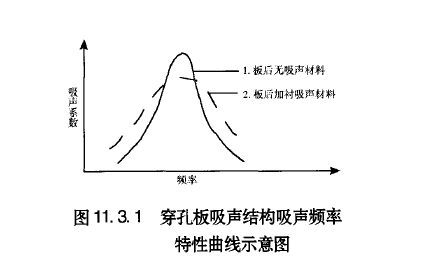 1. 板后无吸声材料
2. 板后加衬吸声材料
吸声系数
频率
图 11. 3. 1 穿孔板吸声结构吸声频率
特性曲线示意图